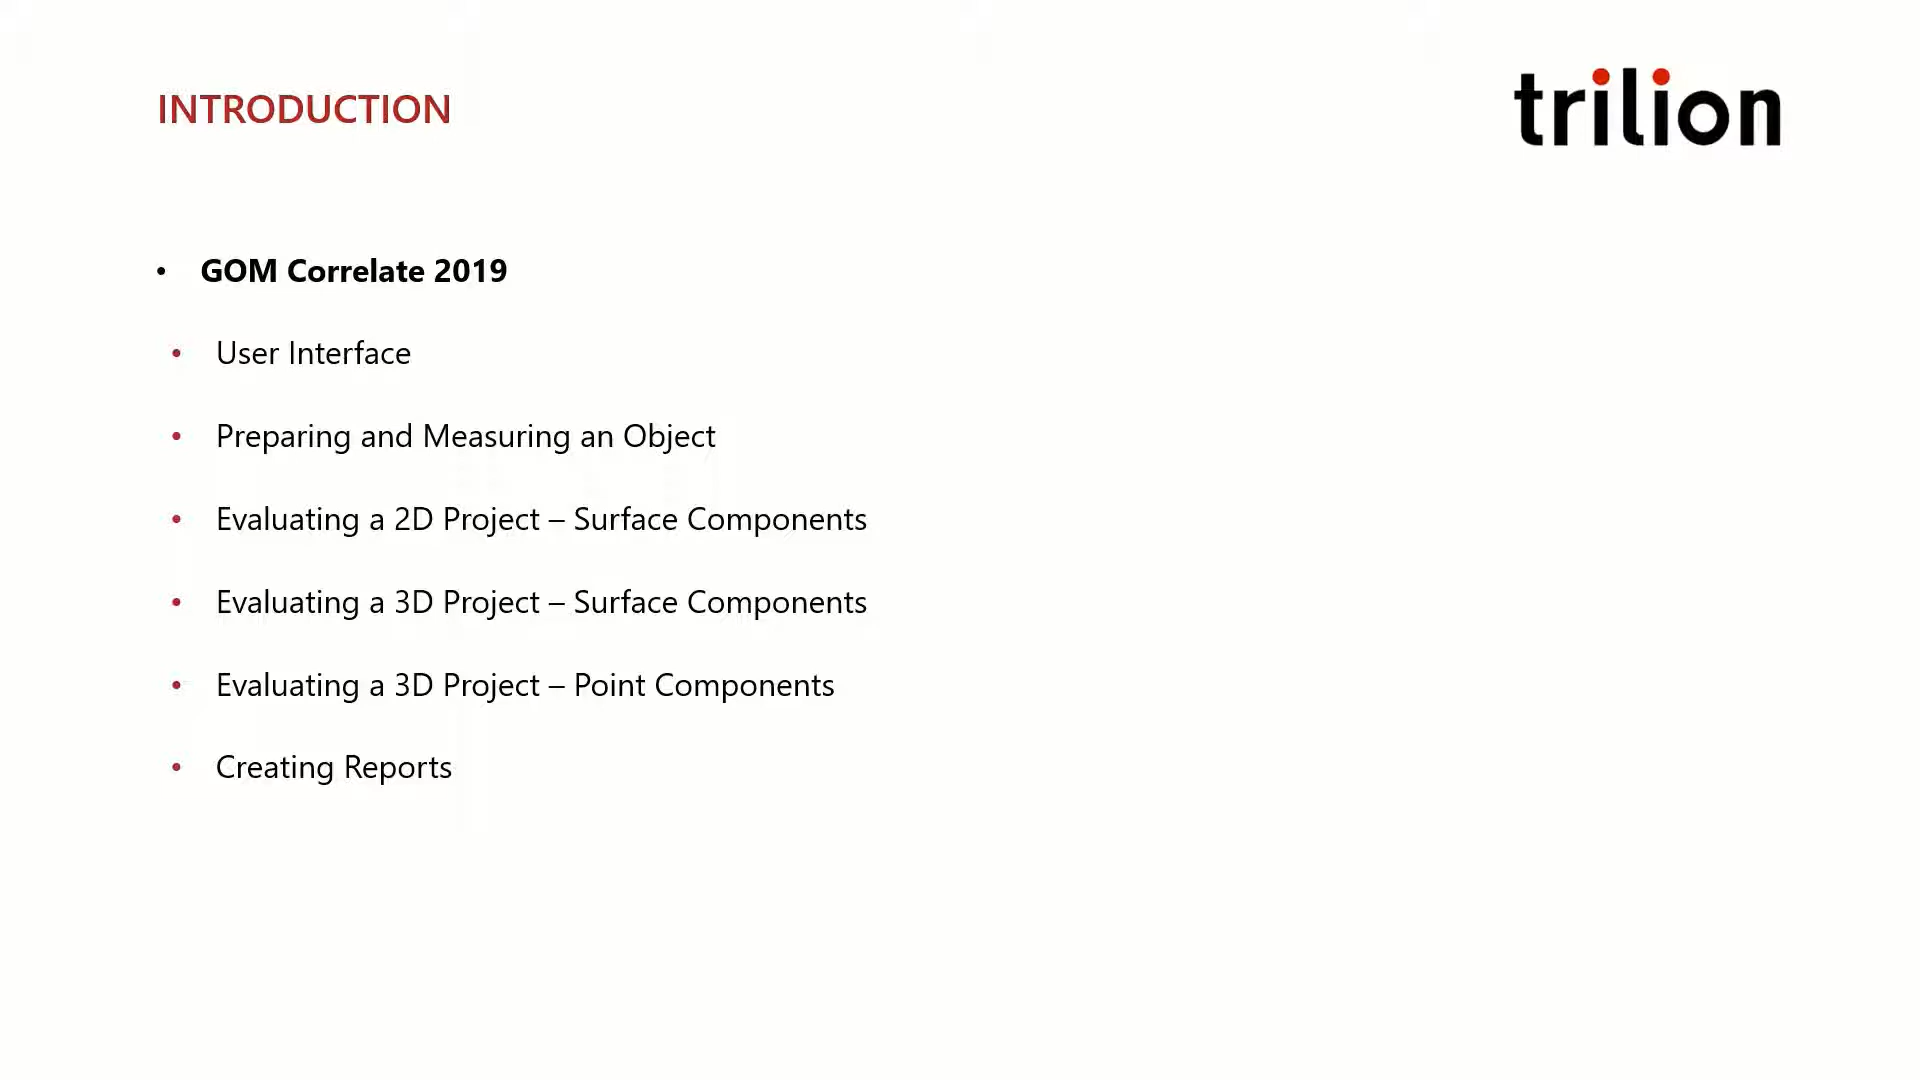 INTRODUCTION
trilion
• GOM Correlate 2019
• User Interface
• Preparing and Measuring an Object
• Evaluating a 2D Project – Surface Components
• Evaluating a 3D Project – Surface Components
• Evaluating a 3D Project – Point Components
• Creating Reports